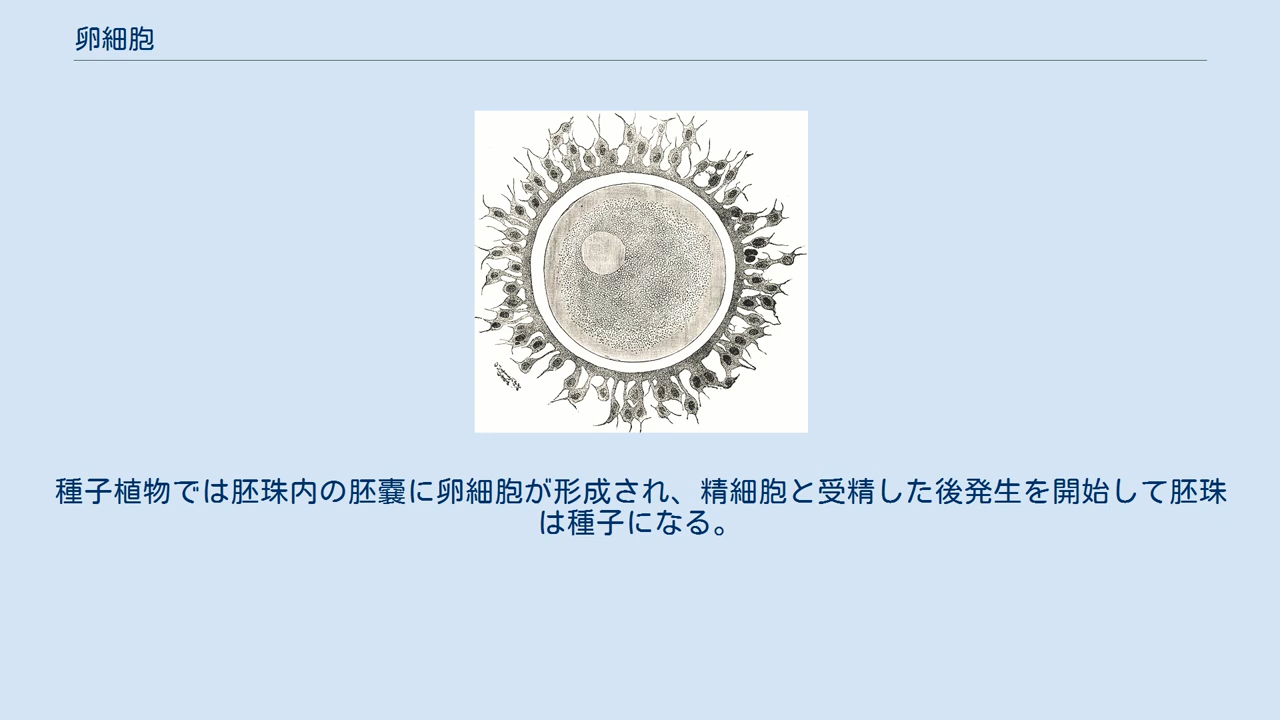 卵細胞
種子植物では胚珠内の胚嚢に卵細胞が形成され、精細胞と受精した後発生を開始して胚珠
は種子になる。